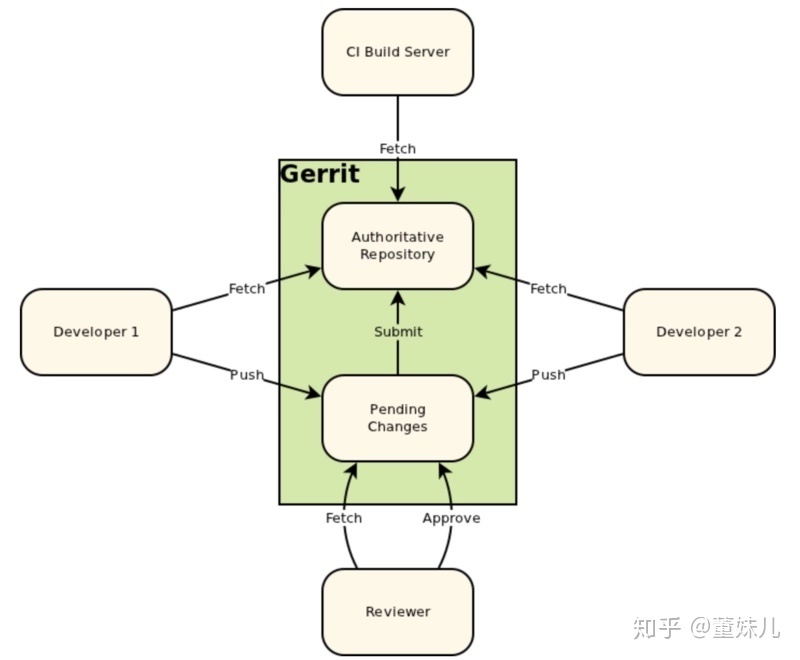 CI Build Server
Fetch
Gerrit
Authoritative
Repository
Fetch
Fetch
Developer 1
Submit
Developer 2
Push
Push
Pending
Changes
Fetch
Approve
Reviewer
知乎 @董妹儿